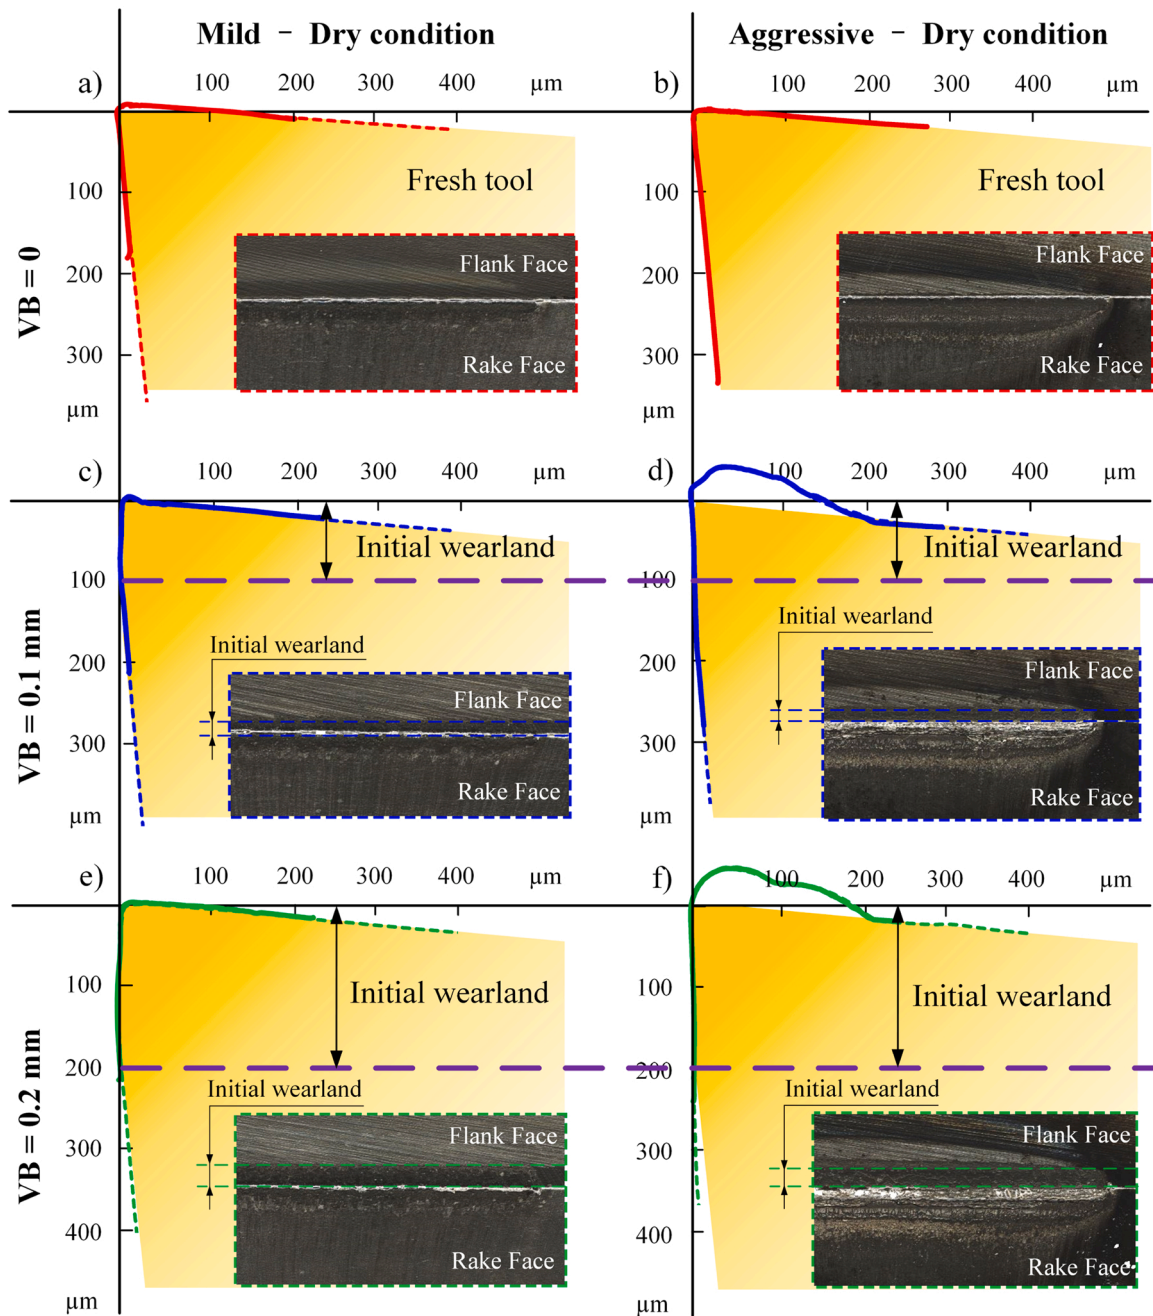 Mild - Dry condition
Aggressive - Dry condition
a)
100 200 300 400 µm
VB = 0
100
200
300
µm
Fresh tool
Flank Face
Rake Face
b)
100 200 300 400 µm
100
200
300
µm
Fresh tool
Flank Face
Rake Face
c)
100 200 300 400 µm
VB = 0.1 mm
100
200
300
µm
Initial wearland
Initial wearland
Flank Face
Rake Face
d)
100 200 300 400 µm
100
200
300
µm
Initial wearland
Initial wearland
Flank Face
Rake Face
e)
100 200 300 400 µm
VB = 0.2 mm
100
200
300
400
µm
Initial wearland
Initial wearland
Flank Face
Rake Face
f)
100 200 300 400 µm
100
200
300
400
µm
Initial wearland
Initial wearland
Flank Face
Rake Face